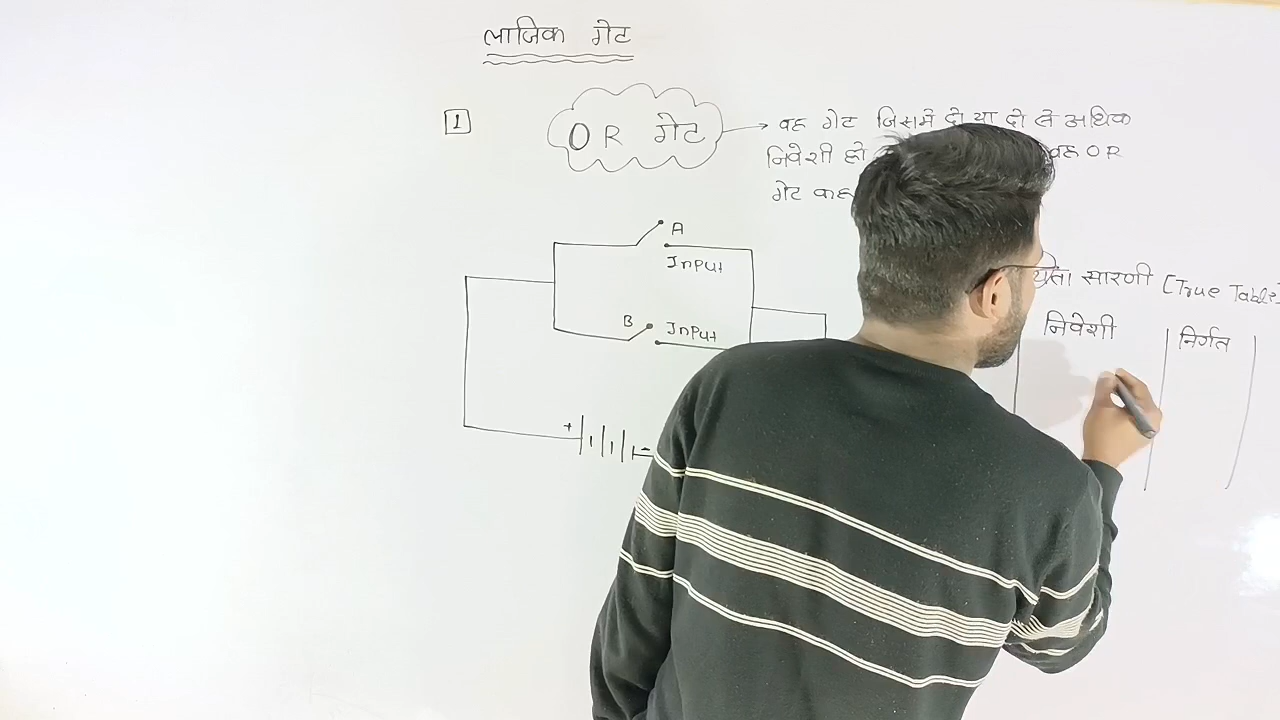 लाजिक गेट
1
OR गेट
वह गेट जिसमे दो या दो से अधिक
निवेशी हो वह OR
गेट कह
A
Input
B Input
+
-
सारणी [True Table]
निवेशी निर्गत